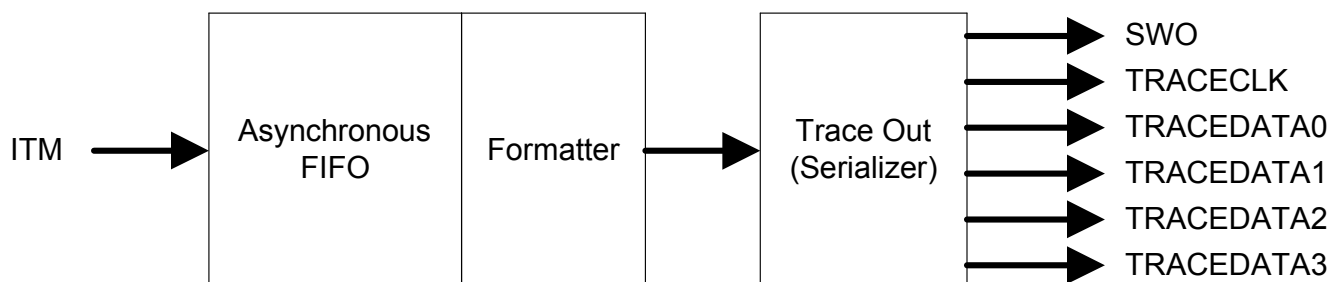 ITM
Asynchronous
FIFO
Formatter
Trace Out
(Serializer)
SWO
TRACECLK
TRACEDATA0
TRACEDATA1
TRACEDATA2
TRACEDATA3